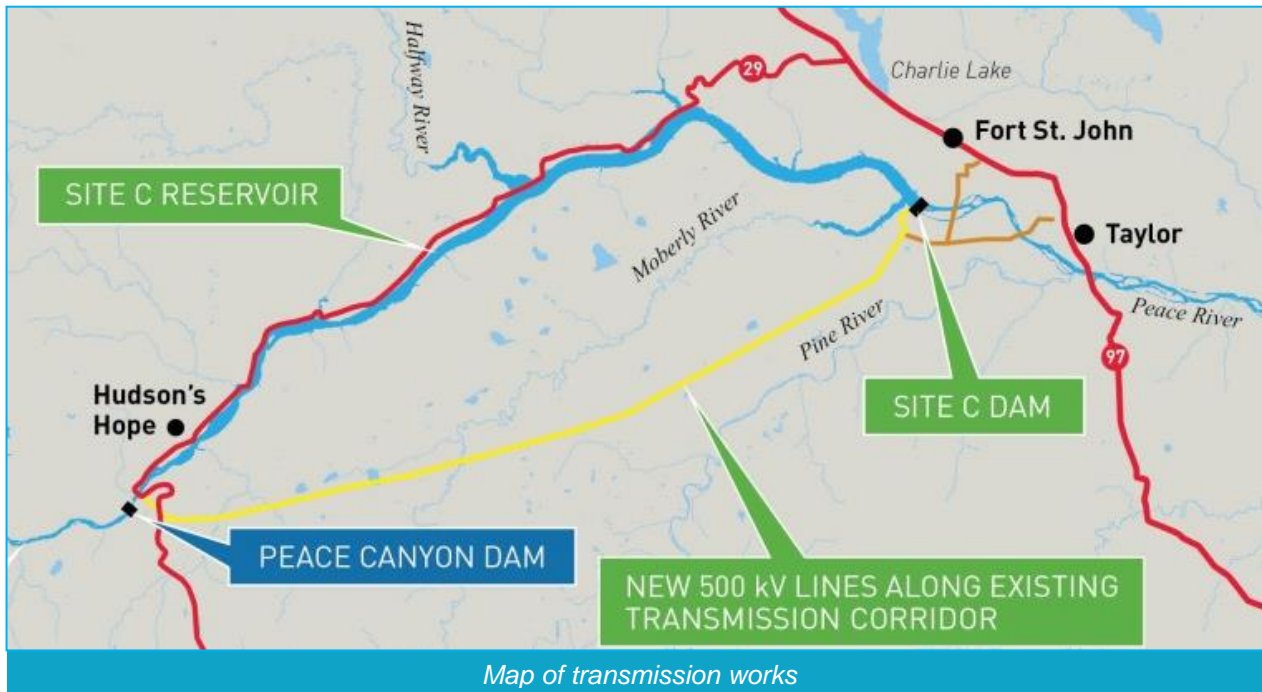 Halfway River
29
Charlie Lake
Fort St. John
SITE C RESERVOIR
Moberly River
Taylor
Pine River
Peace River
97
Hudson's
Hope
SITE C DAM
PEACE CANYON DAM
NEW 500 kV LINES ALONG EXISTING
TRANSMISSION CORRIDOR
Map of transmission works